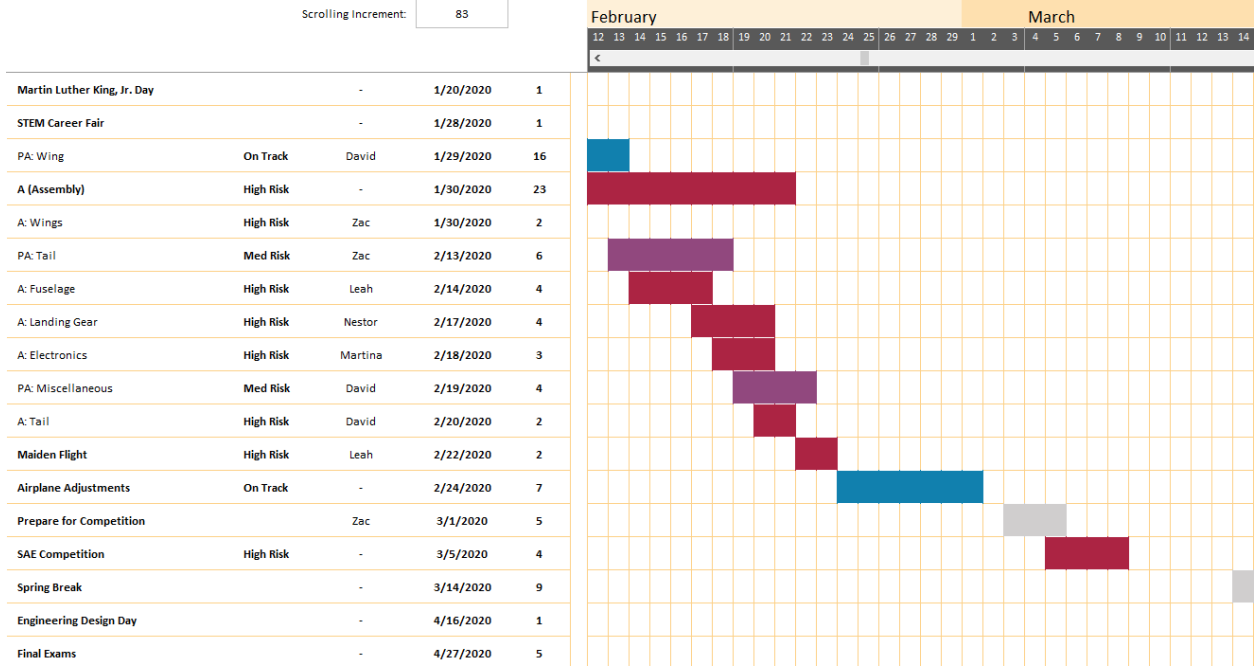 Scrolling Increment: 83 February March
12 13 14 15 16 17 18 19 20 21 22 23 24 25 26 27 28 29 1 2 3 4 5 6 7 8 9 10 11 12 13 14
Martin Luther King, Jr. Day - 1/20/2020 1
STEM Career Fair - 1/28/2020 1
PA: Wing On Track David 1/29/2020 16
A (Assembly) High Risk - 1/30/2020 23
A: Wings High Risk Zac 1/30/2020 2
PA: Tail Med Risk Zac 2/13/2020 6
A: Fuselage High Risk Leah 2/14/2020 4
A: Landing Gear High Risk Nestor 2/17/2020 4
A: Electronics High Risk Martina 2/18/2020 3
PA: Miscellaneous Med Risk David 2/19/2020 4
A: Tail High Risk David 2/20/2020 2
Maiden Flight High Risk Leah 2/22/2020 2
Airplane Adjustments On Track - 2/24/2020 7
Prepare for Competition Zac 3/1/2020 5
SAE Competition High Risk - 3/5/2020 4
Spring Break - 3/14/2020 9
Engineering Design Day - 4/16/2020 1
Final Exams - 4/27/2020 5